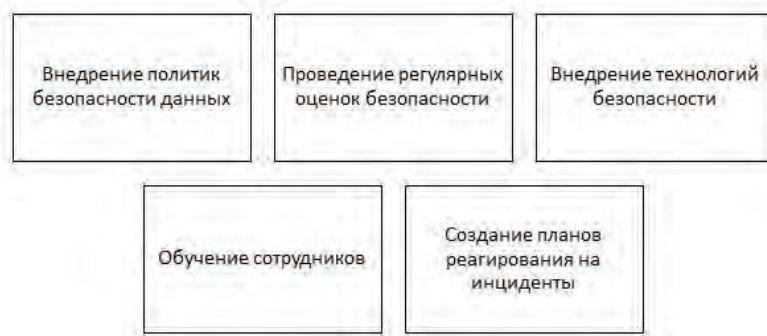 Внедрение политик
безопасности данных
Проведение регулярных
оценок безопасности
Внедрение технологий
безопасности
Обучение сотрудников
Создание планов
реагирования на
инциденты